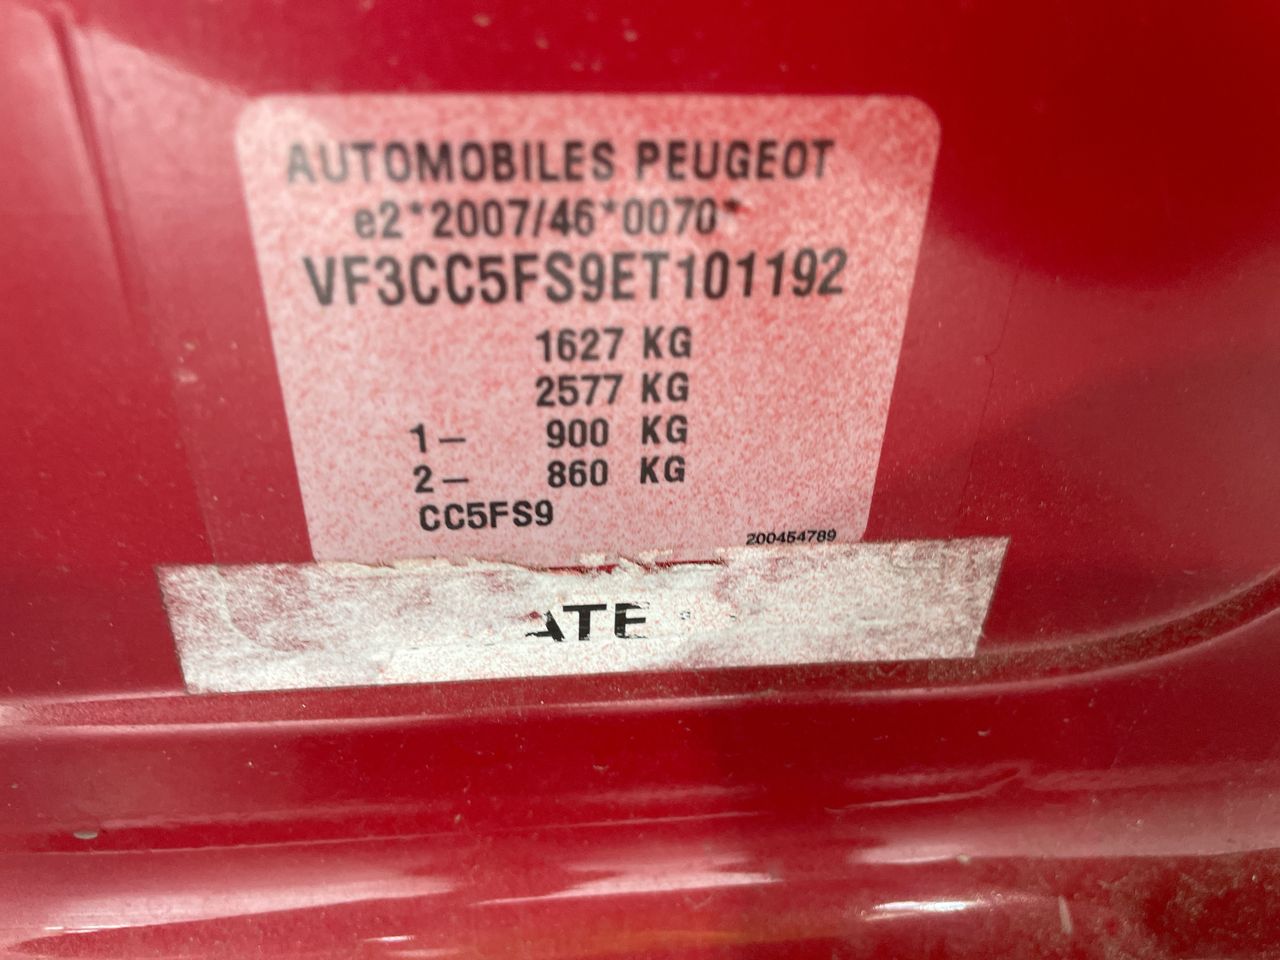 AUTOMOBILES PEUGEOT
e2*2007/46*0070*
VF3CC5FS9ET101192
1627 KG
2577 KG
1— 900 KG
2— 860 KG
CC5FS9
200454789
ATE